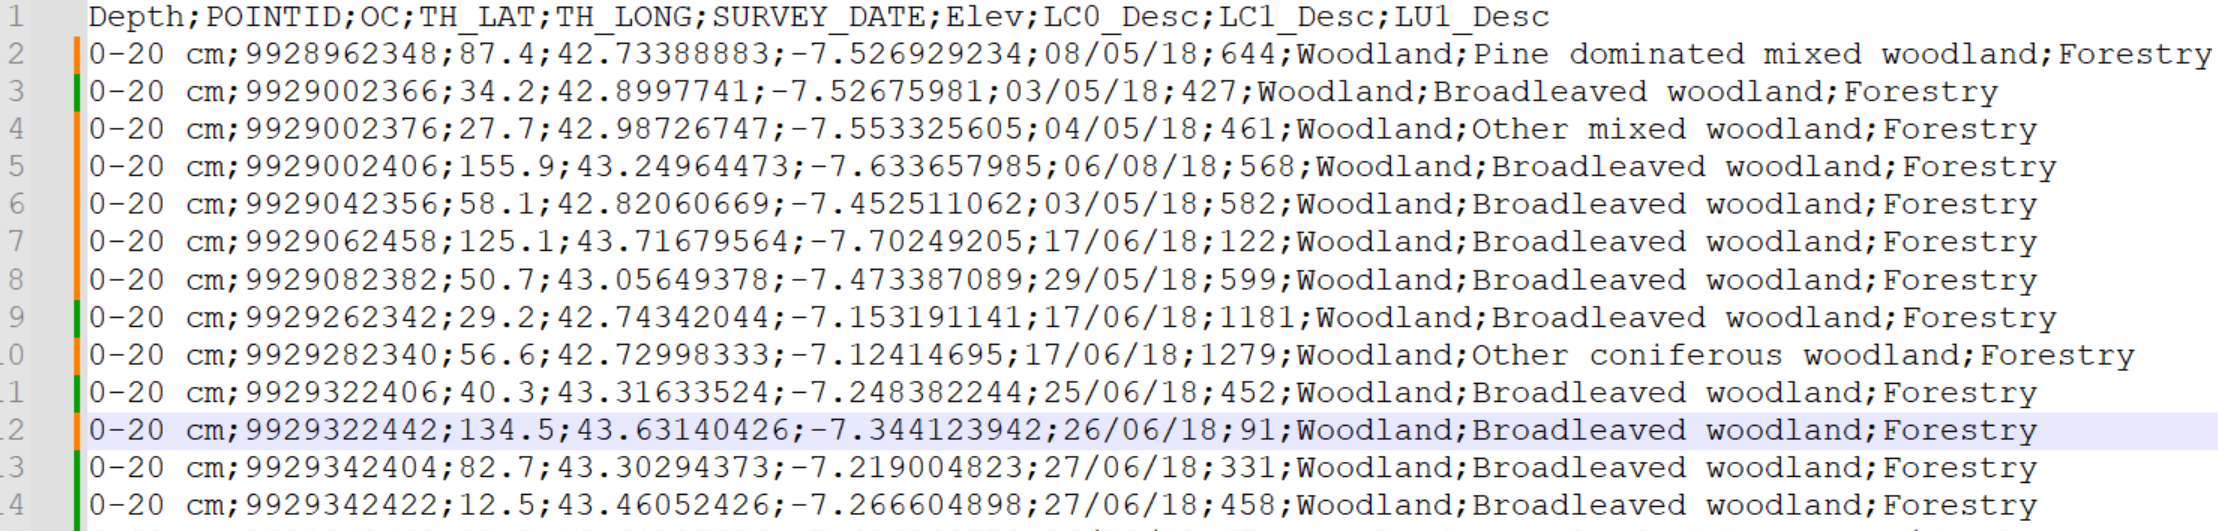 1 Depth;POINTID;OC;TH_LAT;TH_LONG;SURVEY_DATE;Elev;LC0_Desc;LC1_Desc;LU1_Desc
2 0-20 cm;9928962348;87.4;42.73388883;-7.526929234;08/05/18;644;Woodland;Pine dominated mixed woodland;Forestry
3 0-20 cm;9929002366;34.2;42.8997741;-7.52675981;03/05/18;427;Woodland;Broadleaved woodland;Forestry
4 0-20 cm;9929002376;27.7;42.98726747;-7.553325605;04/05/18;461;Woodland;Other mixed woodland;Forestry
5 0-20 cm;9929002406;155.9;43.24964473;-7.633657985;06/08/18;568;Woodland;Broadleaved woodland;Forestry
6 0-20 cm;9929042356;58.1;42.82060669;-7.452511062;03/05/18;582;Woodland;Broadleaved woodland;Forestry
7 0-20 cm;9929062458;125.1;43.71679564;-7.70249205;17/06/18;122;Woodland;Broadleaved woodland;Forestry
8 0-20 cm;9929082382;50.7;43.05649378;-7.473387089;29/05/18;599;Woodland;Broadleaved woodland;Forestry
9 0-20 cm;9929262342;29.2;42.74342044;-7.153191141;17/06/18;1181;Woodland;Broadleaved woodland;Forestry
0 0-20 cm;9929282340;56.6;42.72998333;-7.12414695;17/06/18;1279;Woodland;Other coniferous woodland;Forestry
1 0-20 cm;9929322406;40.3;43.31633524;-7.248382244;25/06/18;452;Woodland;Broadleaved woodland;Forestry
2 0-20 cm;9929322442;134.5;43.63140426;-7.344123942;26/06/18;91;Woodland;Broadleaved woodland;Forestry
3 0-20 cm;9929342404;82.7;43.30294373;-7.219004823;27/06/18;331;Woodland;Broadleaved woodland;Forestry
4 0-20 cm;9929342422;12.5;43.46052426;-7.266604898;27/06/18;458;Woodland;Broadleaved woodland;Forestry